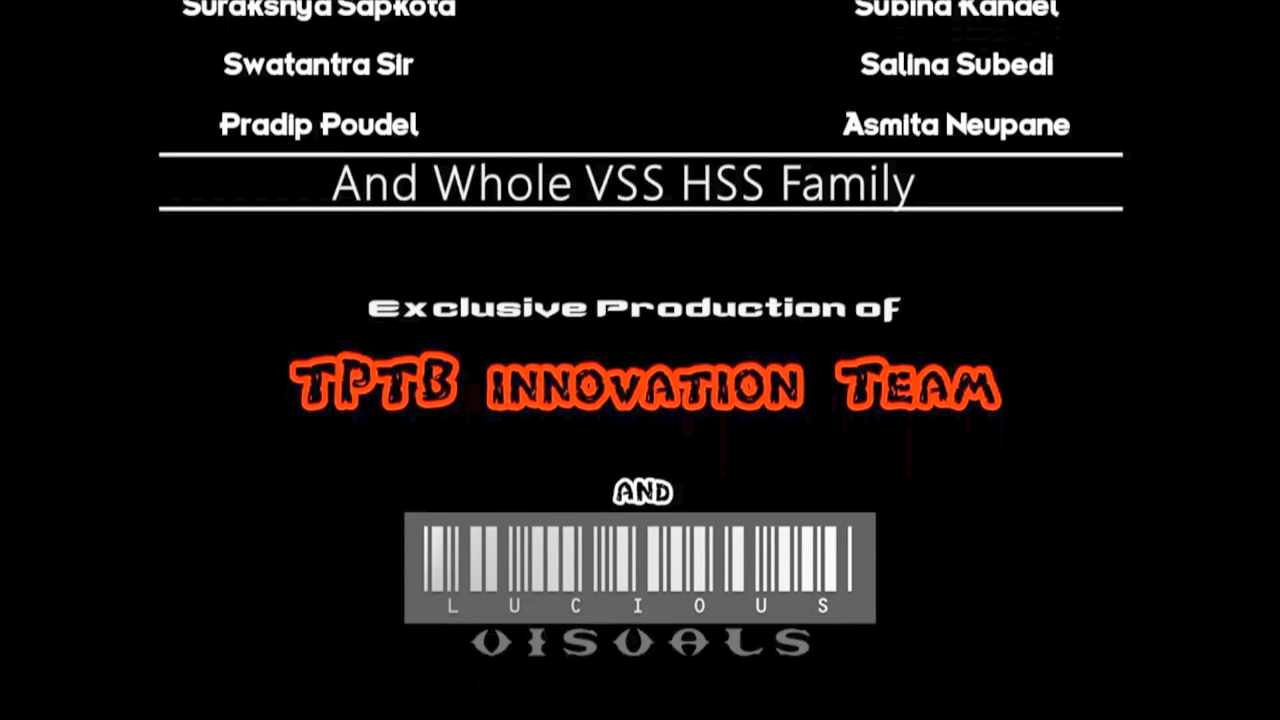 Surakshya Sapkota Subina Kandel
Swatantra Sir Salina Subedi
Pradip Poudel Asmita Neupane
And Whole VSS HSS Family
Exclusive Production of
TPTB INNOVATION TEAM
AND
LUCIOUS
VISUALS